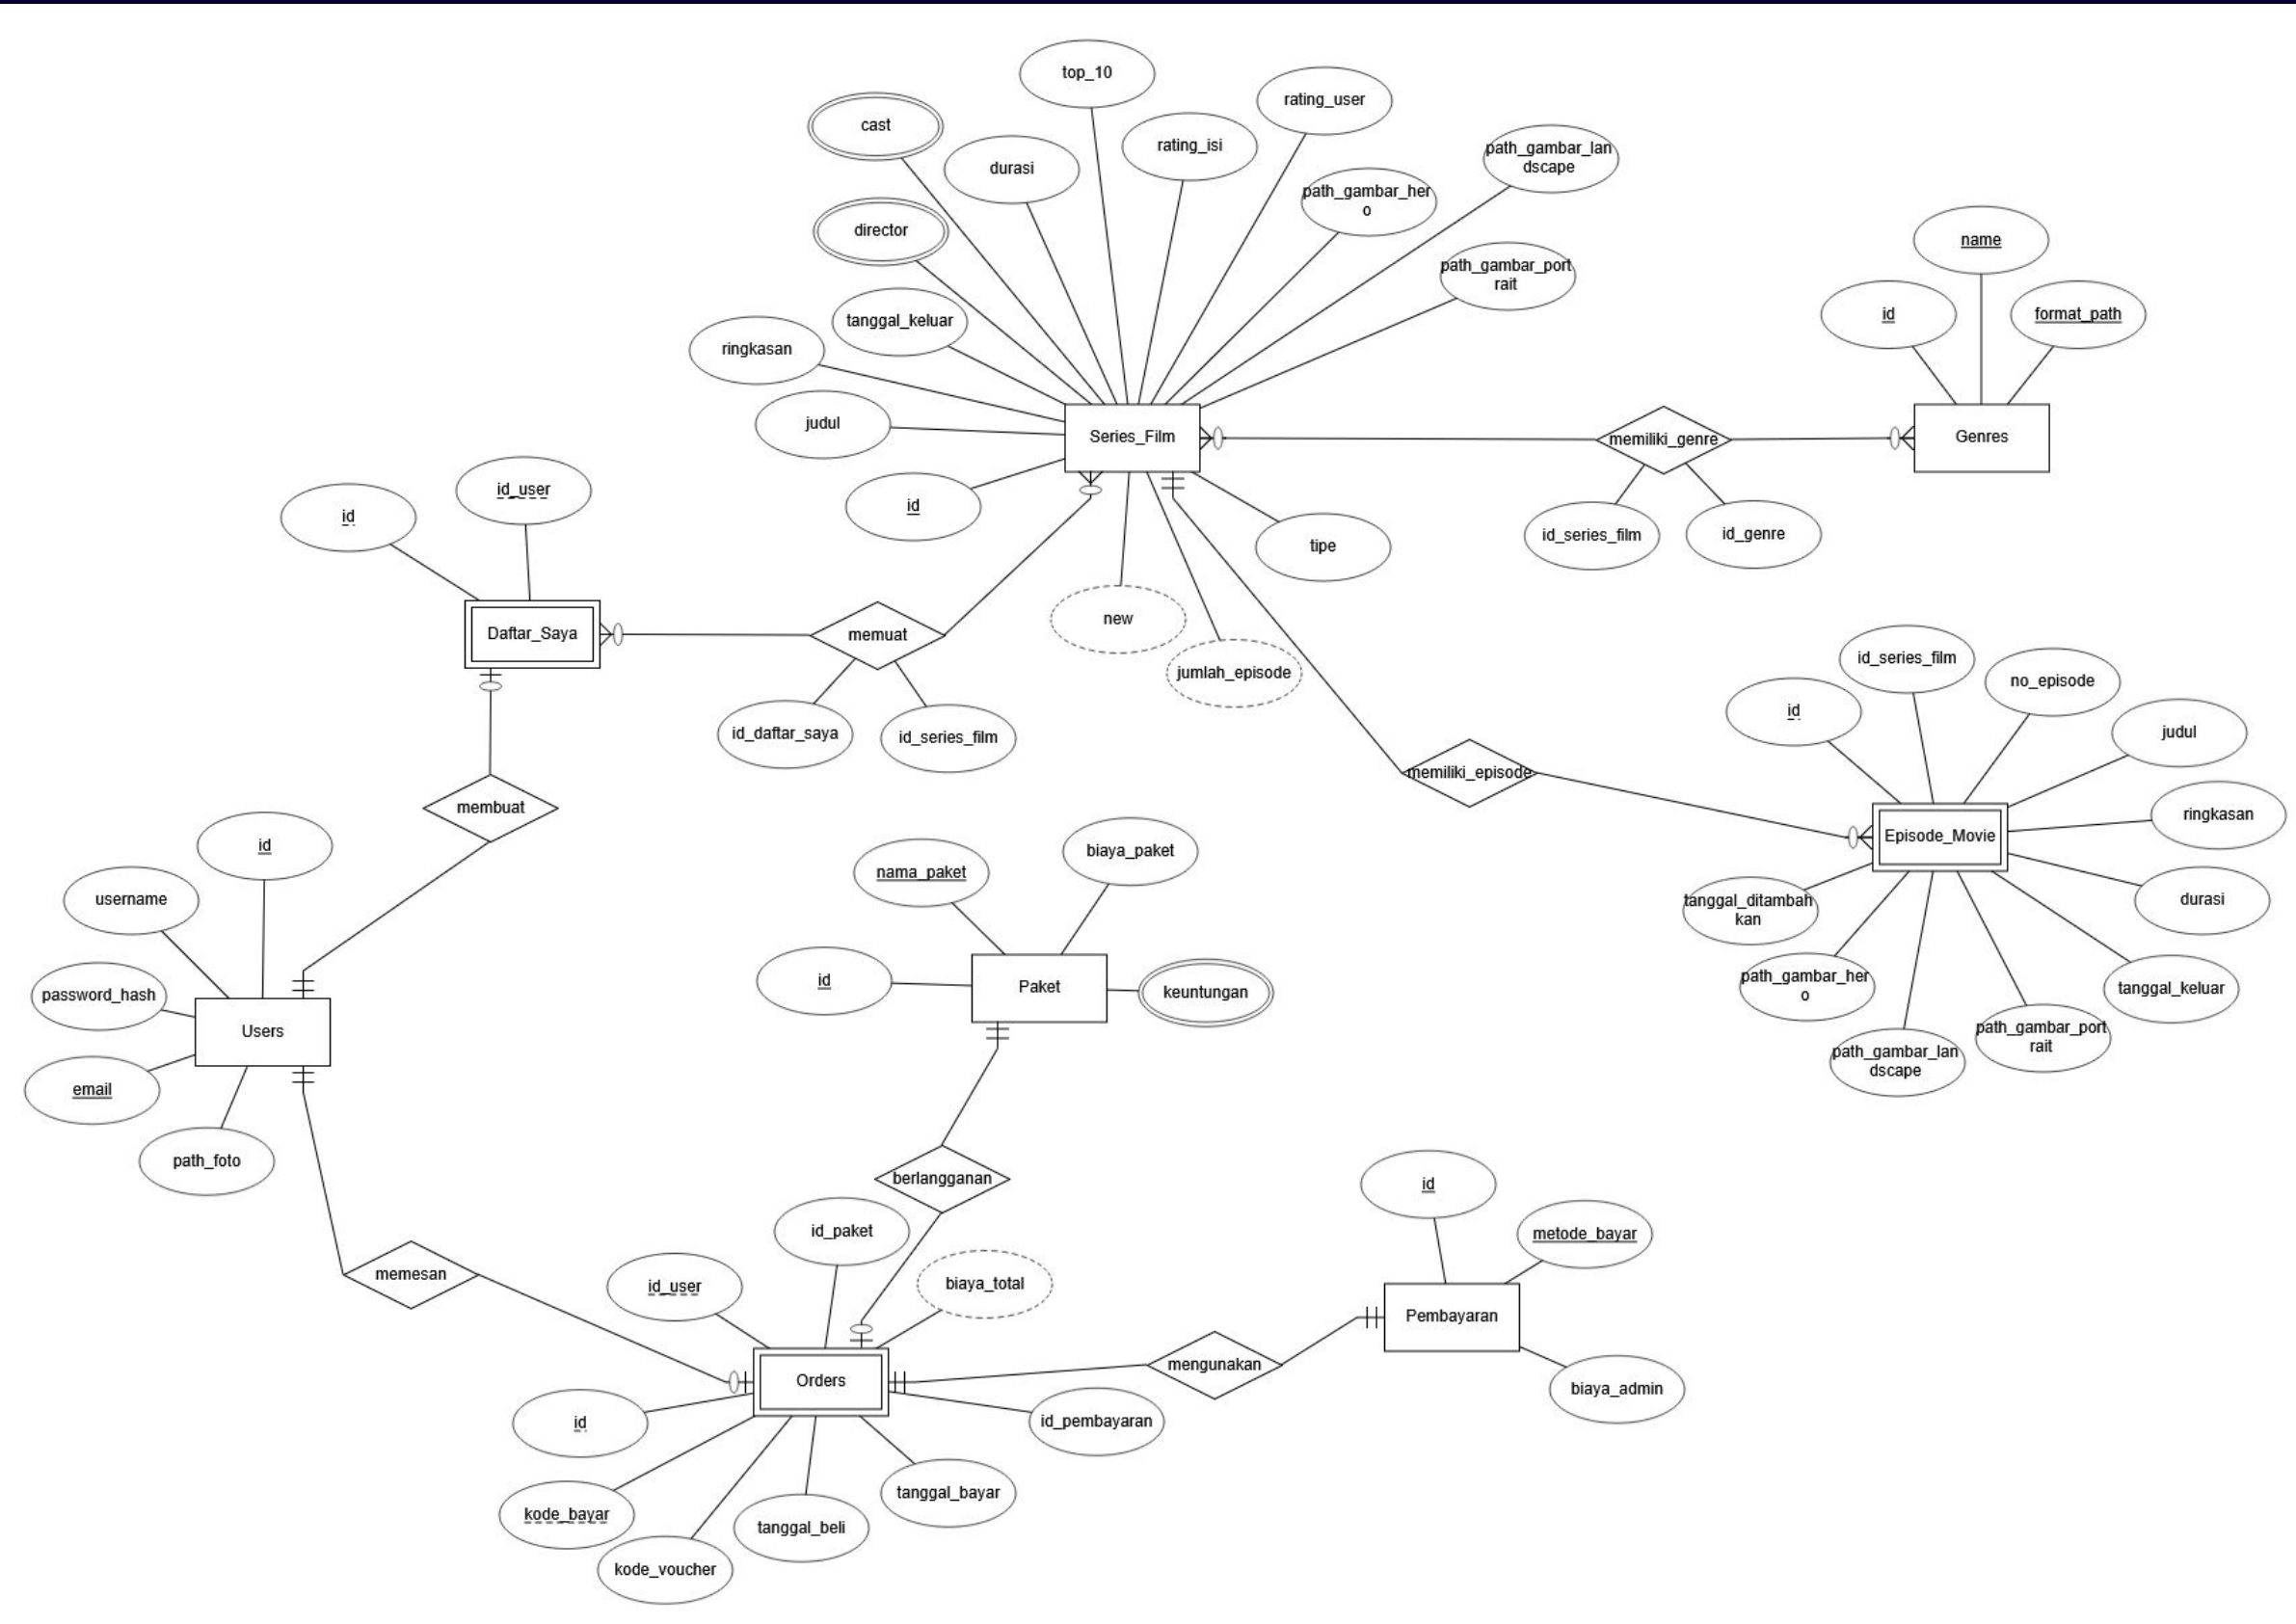 top_10
rating_user
cast
rating_isi
path_gambar_lan
dscape
durasi
path_gambar_her
o
director
name
path_gambar_port
rait
id
format_path
tanggal_keluar
ringkasan
judul
Series_Film
memiliki_genre
Genres
id_user
id
id
id_series_film
id_genre
tipe
new
Daftar_Saya
memuat
jumlah_episode
id_series_film
no_episode
id
judul
id_daftar_saya
id_series_film
memiliki_episode
membuat
ringkasan
Episode_Movie
id
biaya_paket
nama_paket
username
tanggal_ditambah
kan
durasi
password_hash
id
Paket
keuntungan
path_gambar_her
o
tanggal_keluar
Users
path_gambar_port
rait
path_gambar_lan
dscape
email
path_foto
berlangganan
id
id_paket
metode_bayar
memesan
id_user
biaya_total
Pembayaran
mengunakan
Orders
biaya_admin
id
id_pembayaran
tanggal_bayar
kode_bayar
tanggal_beli
kode_voucher